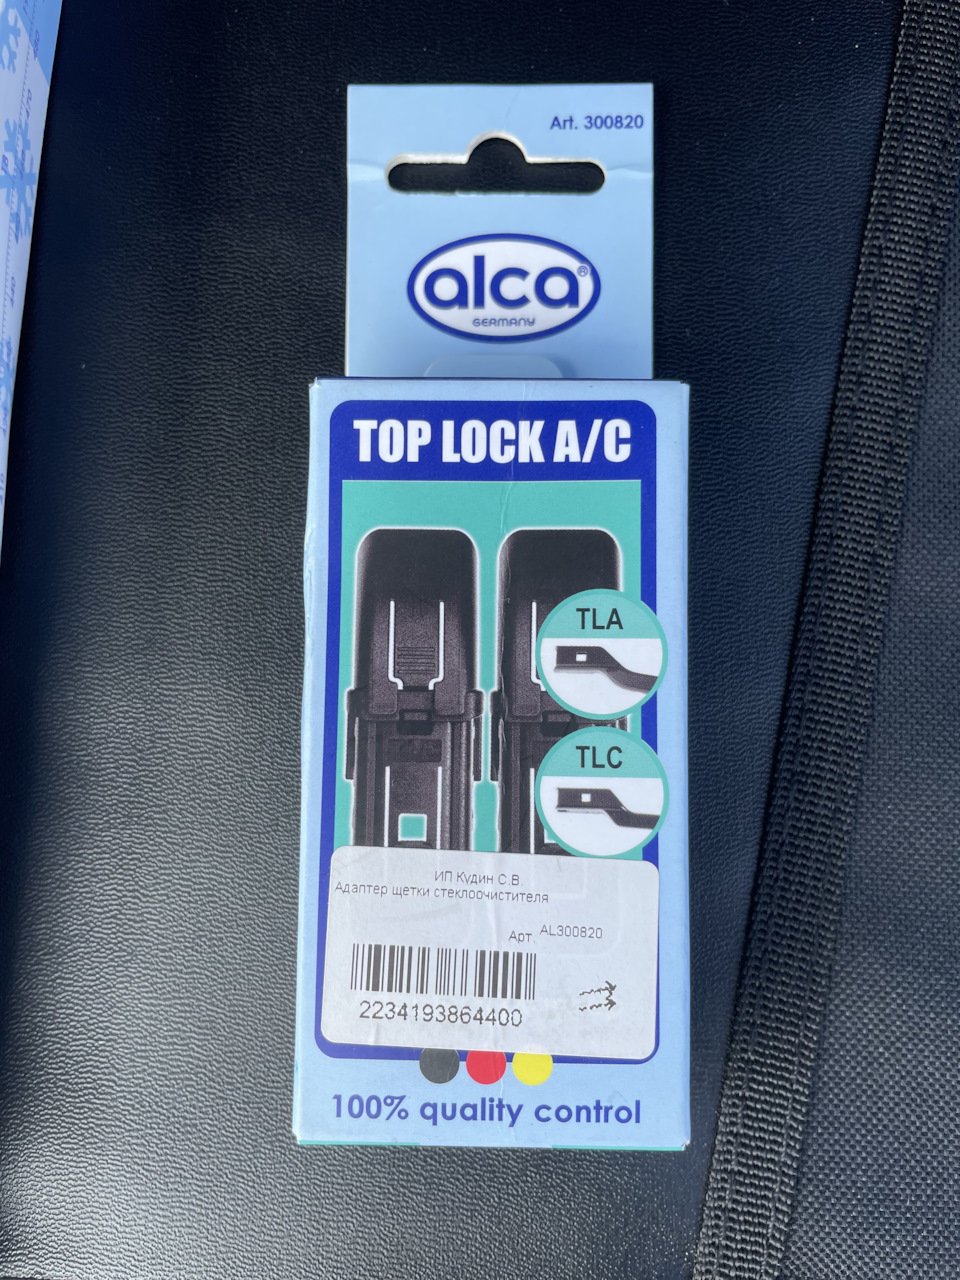 Art. 300820
alca®
GERMANY
TOP LOCK A/C
TLA
TLC
ИП Кудин С.В.
Адаптер щетки стеклоочистителя
Арт. AL300820
2234193864400
100% quality control
OFF